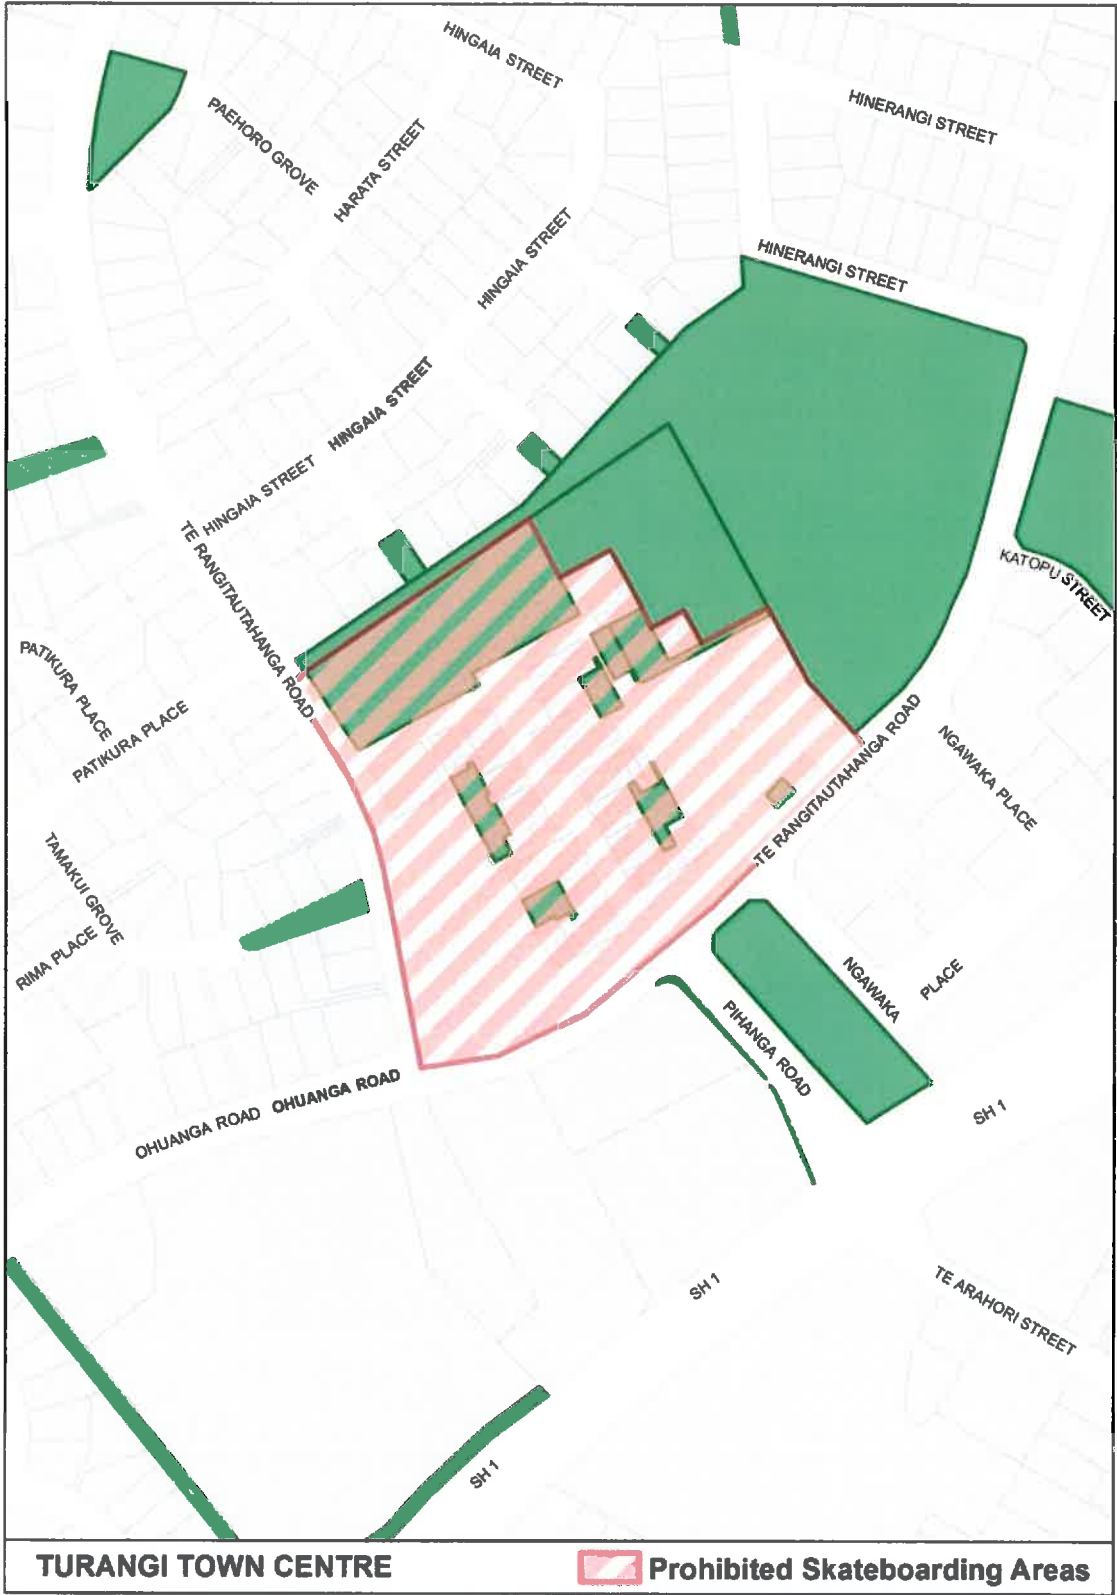 HINGAIA STREET
HINERANGI STREET
PAEHORO GROVE
HARATA STREET
HINGAIA STREET
HINERANGI STREET
HINGAIA STREET
HINGAIA STREET
TE RANGITAUTAHANGA ROAD
KATOPU STREET
PATIKURA PLACE
PATIKURA PLACE
TE RANGITAUTAHANGA ROAD
NGAWAKA PLACE
TAMAKUI GROVE
RIMA PLACE
NGAWAKA PLACE
PIHANGA ROAD
OHUANGA ROAD
OHUANGA ROAD
SH 1
SH 1
TE ARAHORI STREET
SH 1
TURANGI TOWN CENTRE
Prohibited Skateboarding Areas